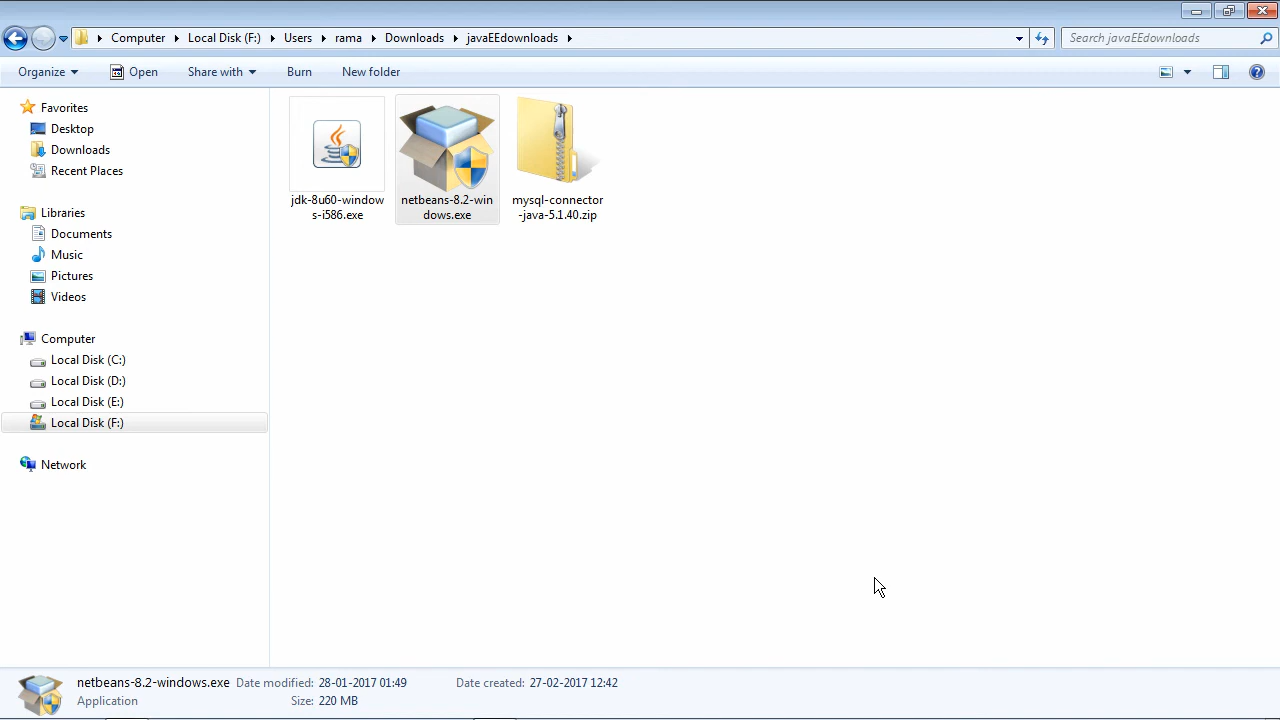 Computer Local Disk (F:) Users rama Downloads javaEEdownloads Search javaEEdownloads
Organize Open Share with Burn New folder
Favorites
Desktop
Downloads
Recent Places
Libraries
Documents
Music
Pictures
Videos
Computer
Local Disk (C:)
Local Disk (D:)
Local Disk (E:)
Local Disk (F:)
Network
jdk-8u60-window
s-i586.exe
netbeans-8.2-win
dows.exe
mysql-connector
-java-5.1.40.zip
netbeans-8.2-windows.exe Date modified: 28-01-2017 01:49 Date created: 27-02-2017 12:42
Application Size: 220 MB